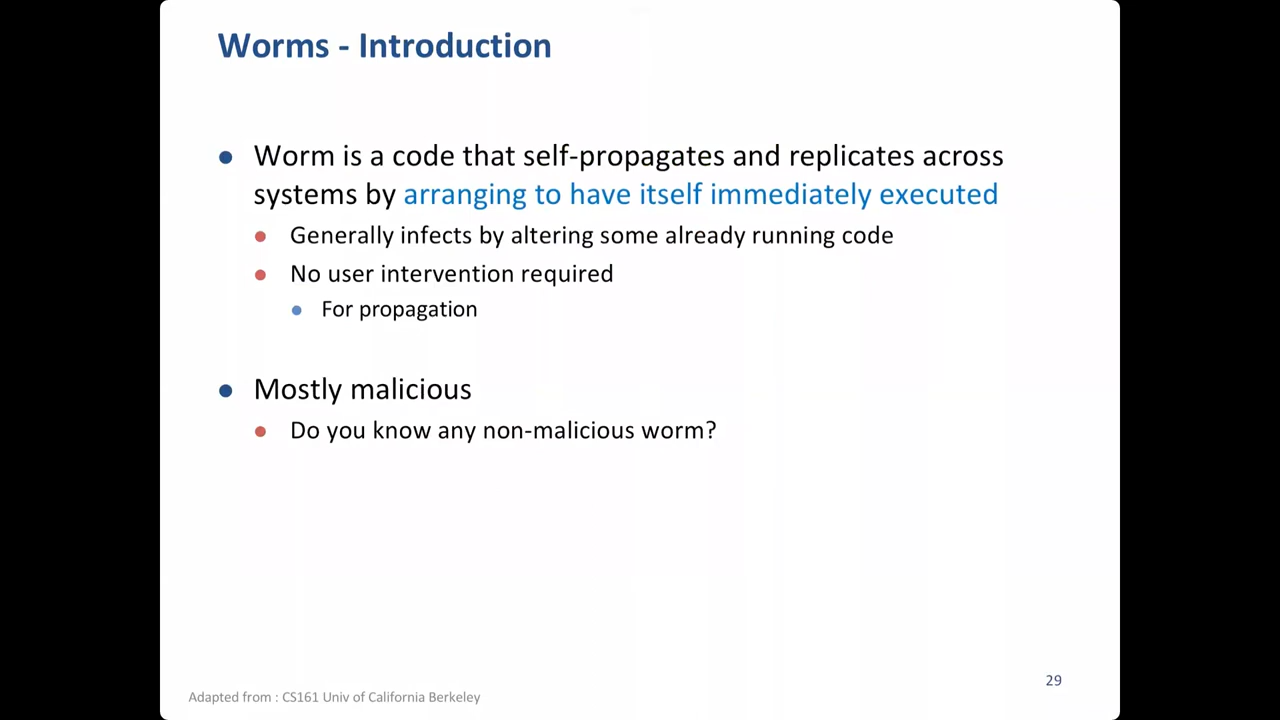 Worms - Introduction
● Worm is a code that self-propagates and replicates across
systems by arranging to have itself immediately executed
● Generally infects by altering some already running code
● No user intervention required
● For propagation
● Mostly malicious
● Do you know any non-malicious worm?
29
Adapted from : CS161 Univ of California Berkeley